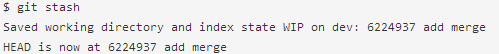 $ git stash
Saved working directory and index state WIP on dev: 6224937 add merge
HEAD is now at 6224937 add merge